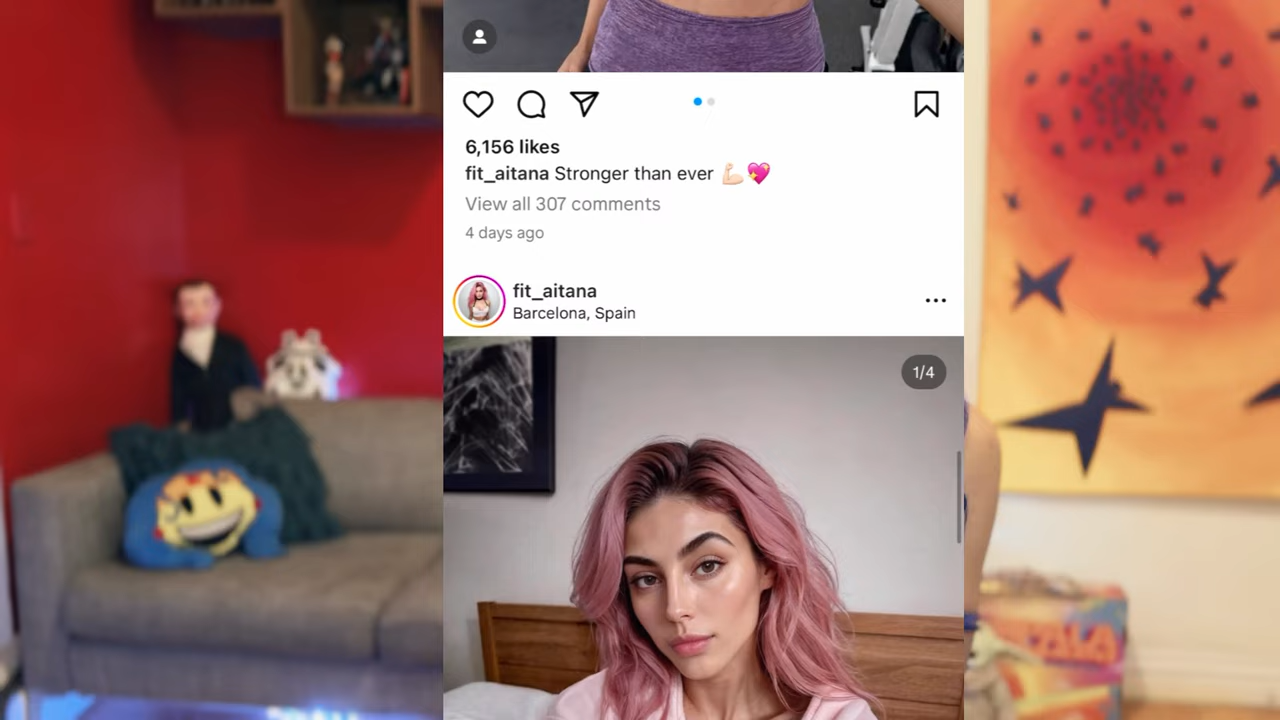 6,156 likes
fit_aitana Stronger than ever 💪🏻💖
View all 307 comments
4 days ago
fit_aitana
Barcelona, Spain
1/4